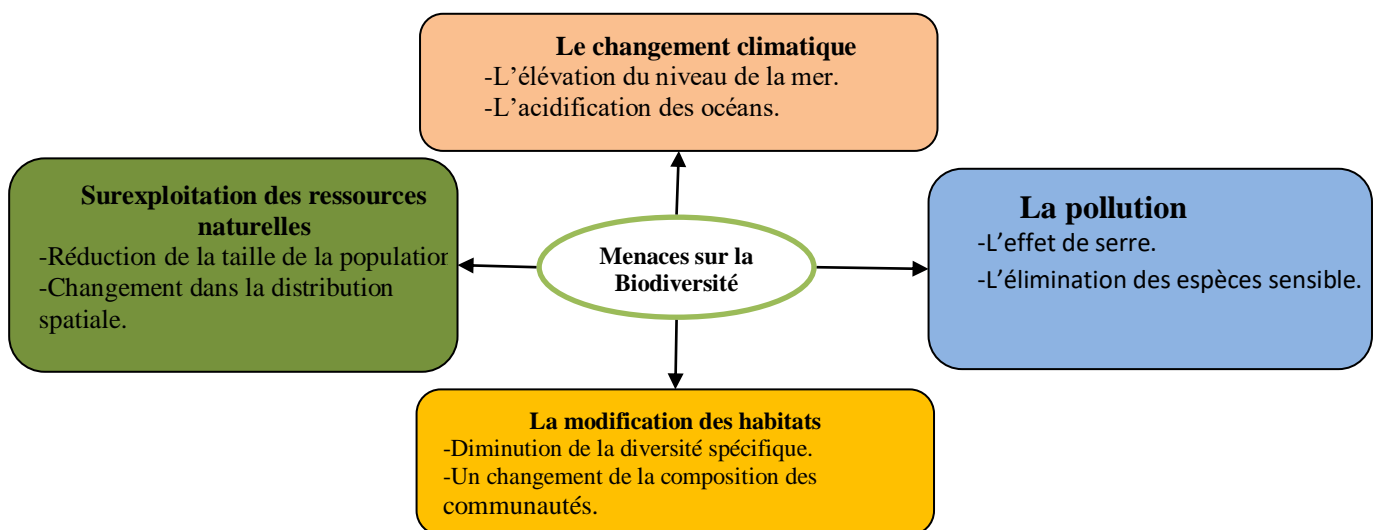 Le changement climatique
-L’élévation du niveau de la mer.
-L’acidification des océans.
Surexploitation des ressources
naturelles
-Réduction de la taille de la population
-Changement dans la distribution
spatiale.
Menaces sur la
Biodiversité
La pollution
-L’effet de serre.
-L’élimination des espèces sensible.
La modification des habitats
-Diminution de la diversité spécifique.
-Un changement de la composition des
communautés.